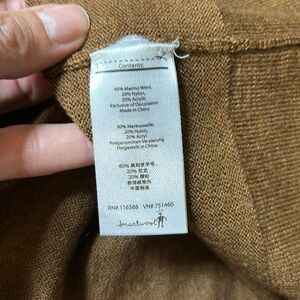 Contents:
60% Merino Wool,
20% Nylon,
20% Acrylic
Exclusive of Decoration
Made in China
60% Merinowolle,
20% Nylon,
20% Acryl
Ausgenommen Verzierung
Hergestellt in China
60% 美利奴羊毛,
20% 尼龙,
20% 腈纶
装饰线除外
中国制造
RN# 116388 VN# 751460
smartwool